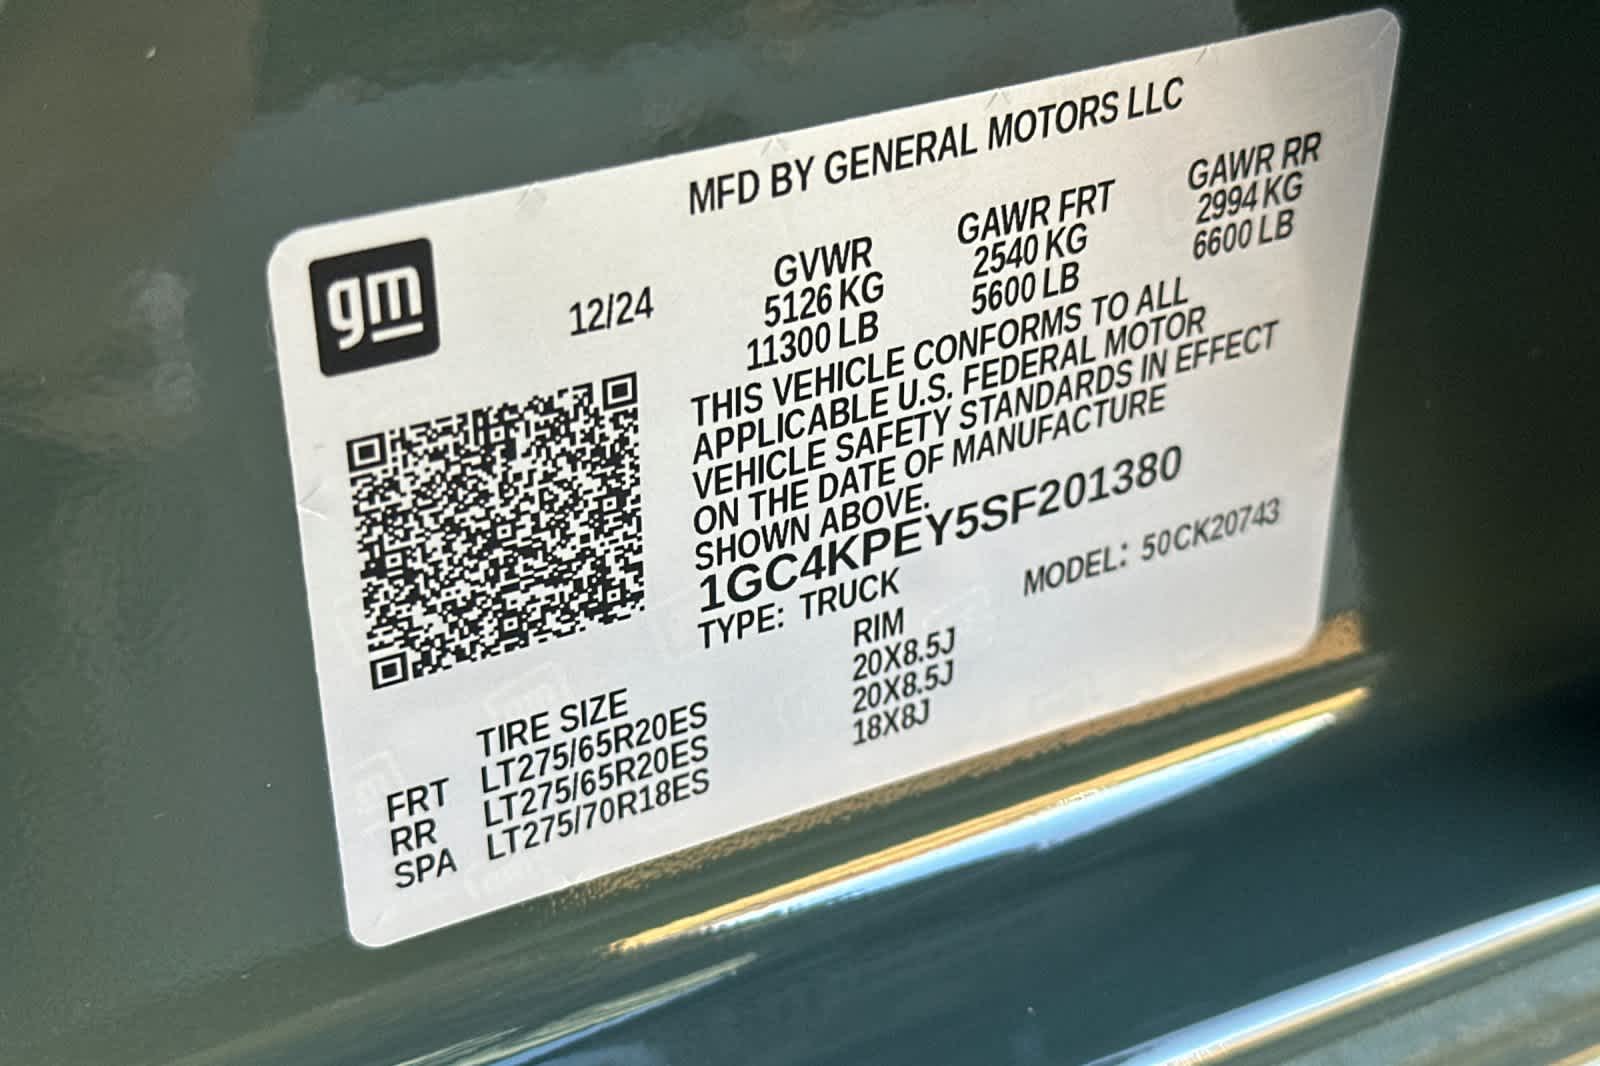 gm
MFD BY GENERAL MOTORS LLC
12/24
GVWR GAWR FRT GAWR RR
5126 KG 2540 KG 2994 KG
11300 LB 5600 LB 6600 LB
THIS VEHICLE CONFORMS TO ALL
APPLICABLE U.S. FEDERAL MOTOR
VEHICLE SAFETY STANDARDS IN EFFECT
ON THE DATE OF MANUFACTURE
SHOWN ABOVE.
1GC4KPEY5SF201380
TYPE: TRUCK MODEL: 50CK20743
TIRE SIZE RIM
FRT LT275/65R20ES 20X8.5J
RR LT275/65R20ES 20X8.5J
SPA LT275/70R18ES 18X8J